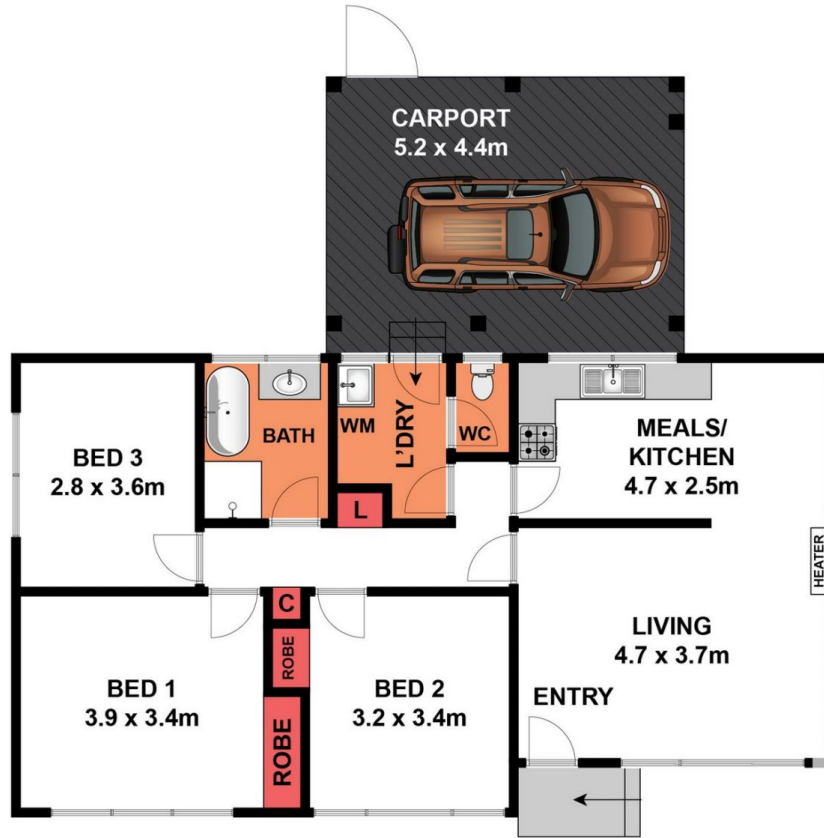 CARPORT
5.2 x 4.4m
BATH
WM
L'DRY
WC
MEALS/
KITCHEN
4.7 x 2.5m
BED 3
2.8 x 3.6m
L
HEATER
C
ROBE
LIVING
4.7 x 3.7m
BED 1
3.9 x 3.4m
BED 2
3.2 x 3.4m
ENTRY
ROBE